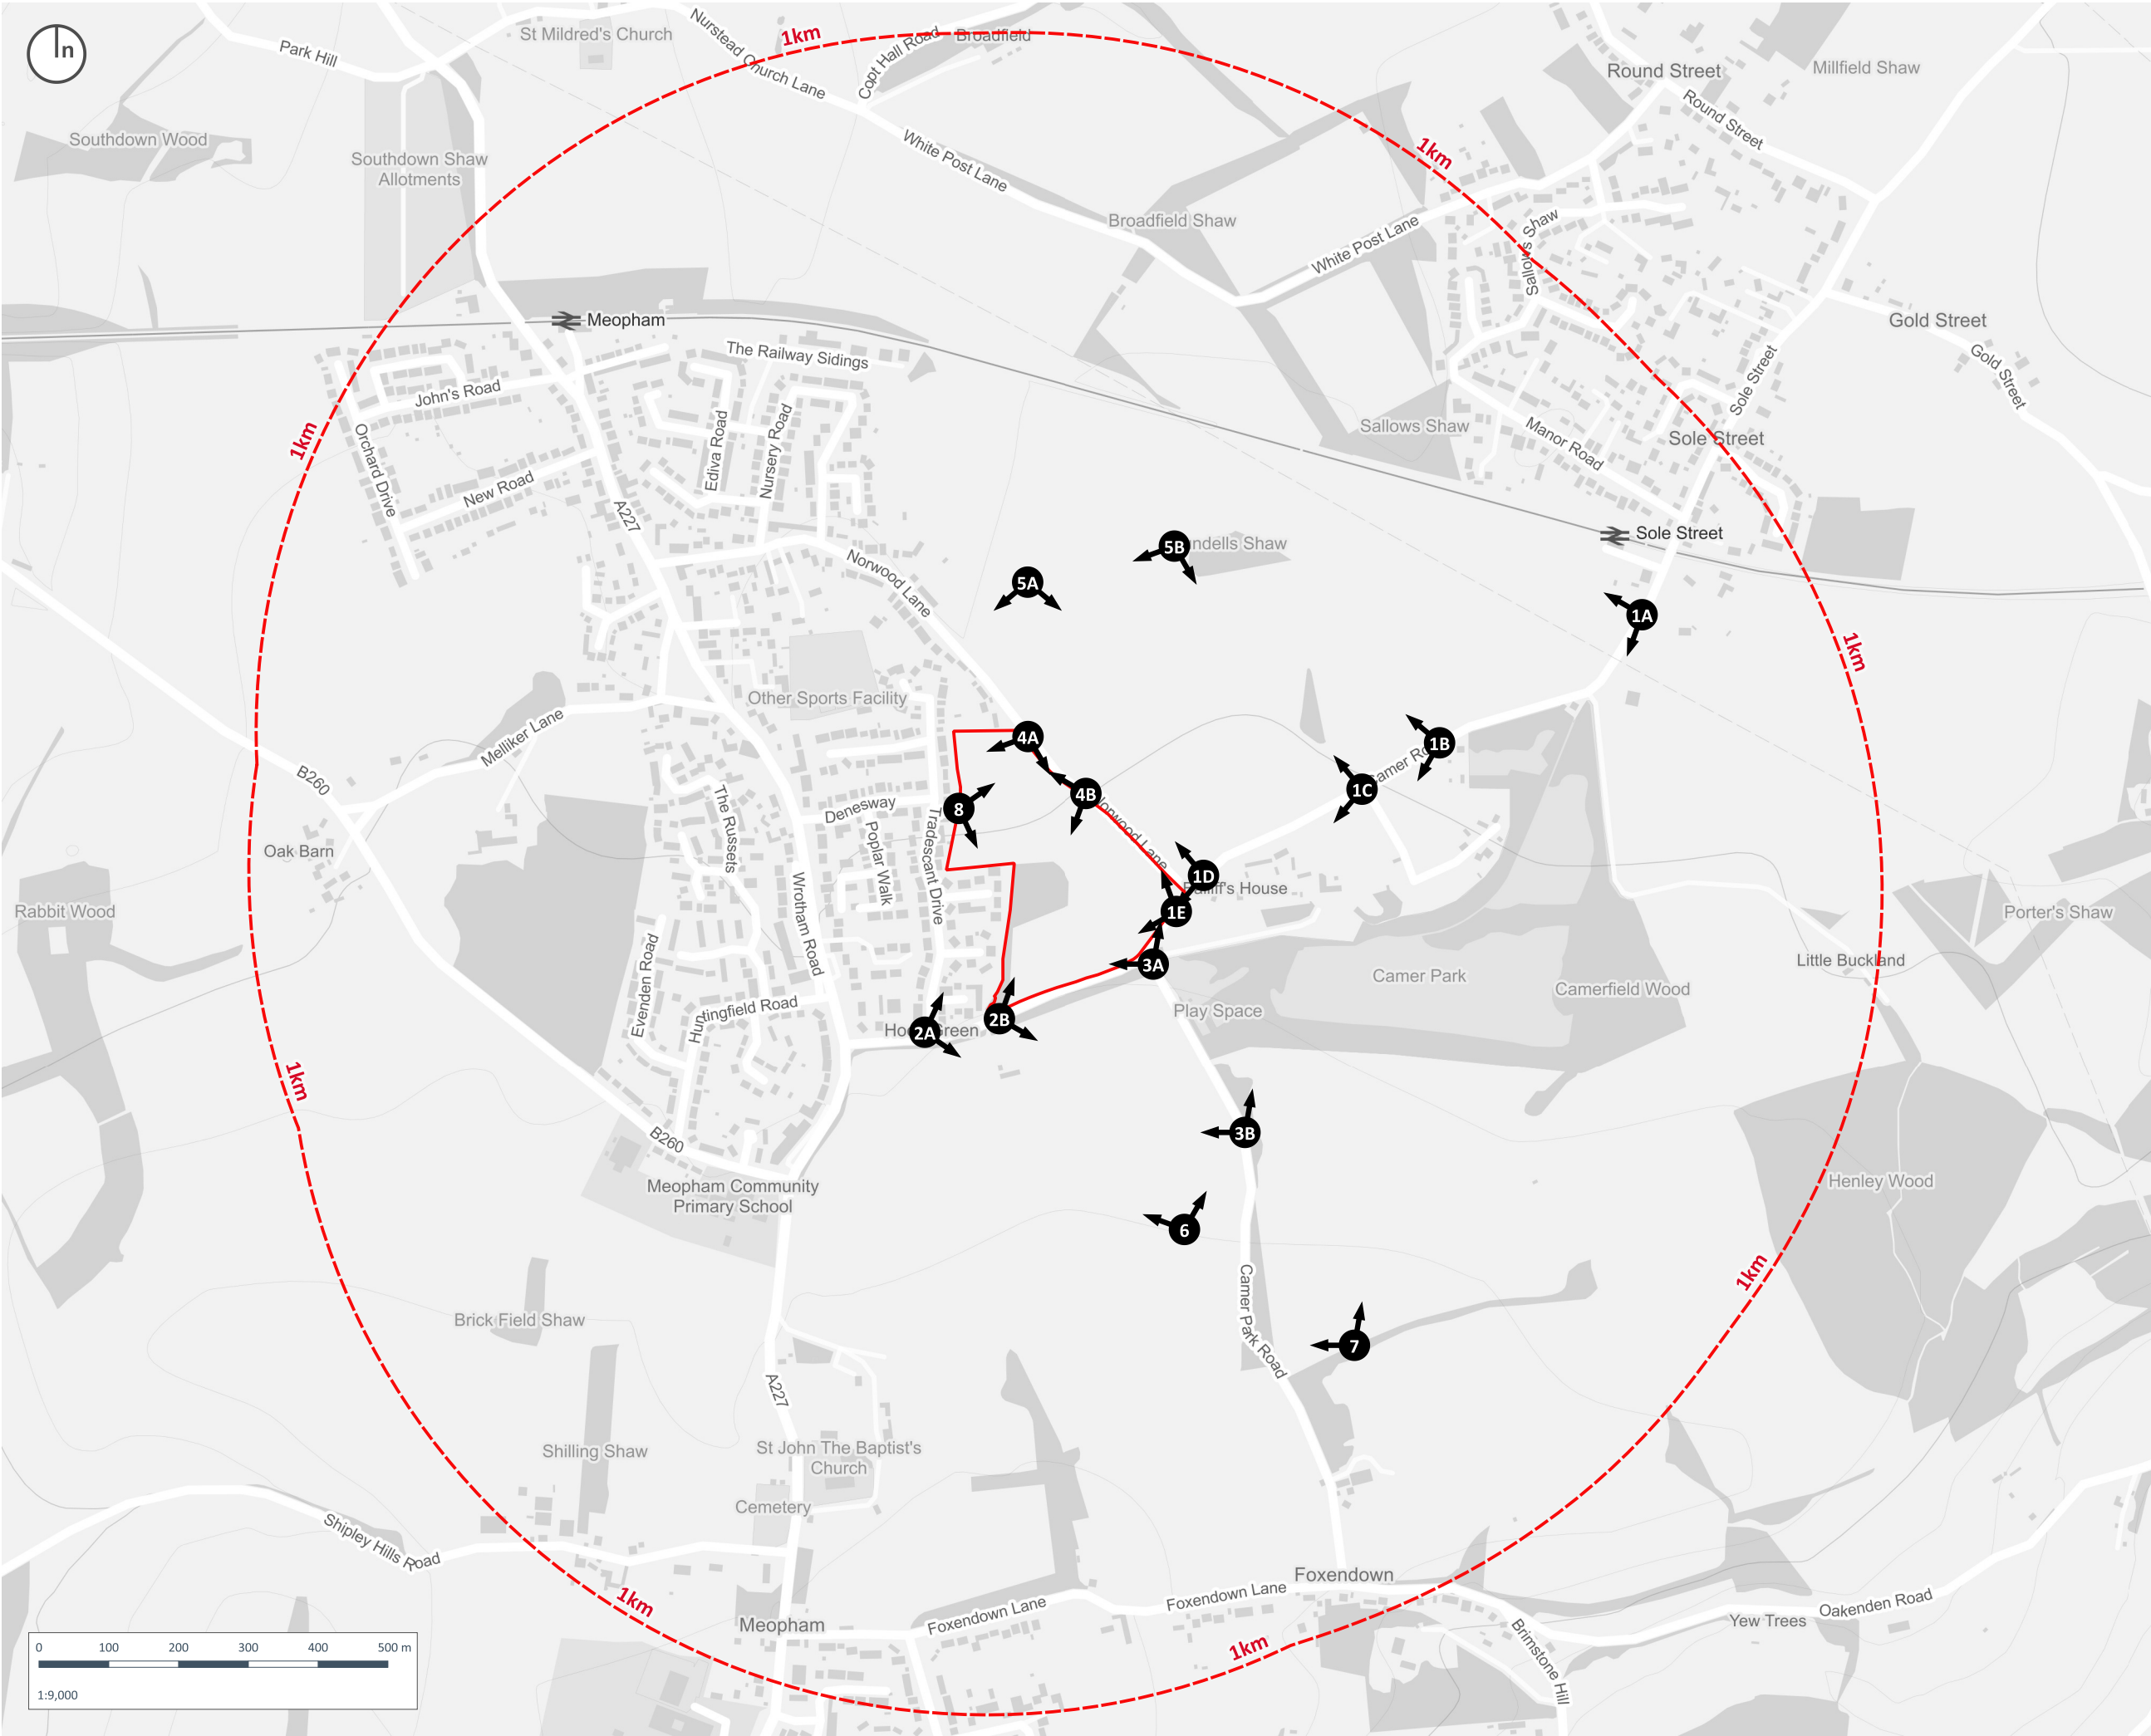 n
Park Hill
St Mildred's Church
Nurstead Church Lane
1km
Copt Hall Road
Broadfield
Round Street
Millfield Shaw
Round Street
Southdown Wood
Southdown Shaw
Allotments
White Post Lane
1km
Broadfield Shaw
White Post Lane
Sallows Shaw
Meopham
The Railway Sidings
Gold Street
Gold Street
John's Road
Sole Street
Sole Street
1km
Orchard Drive
Ediva Road
Nursery Road
Sallows Shaw
Manor Road
New Road
A227
Sole Street
Norwood Lane
5B
ndells Shaw
5A
1A
1km
Other Sports Facility
Melliker Lane
4A
1B
B260
Camer Ro
1C
4B
8
Norwood Lane
The Russets
Denesway
Poplar Walk
Tradescant Drive
Oak Barn
1D
Bailiff's House
1E
Rabbit Wood
Wrotham Road
Porter's Shaw
Evenden Road
3A
Camer Park
Little Buckland
Camerfield Wood
Huntingfield Road
Play Space
2B
2A
Hook Green
1km
3B
B260
Meopham Community
Primary School
Henley Wood
6
1km
Brick Field Shaw
Camer Park Road
7
A227
Shilling Shaw
St John The Baptist's
Church
Cemetery
Shipley Hills Road
Foxendown
1km
Foxendown Lane
Foxendown Lane
Meopham
1km
Brimstone Hill
Yew Trees
Oakenden Road
0 100 200 300 400 500 m
1:9,000